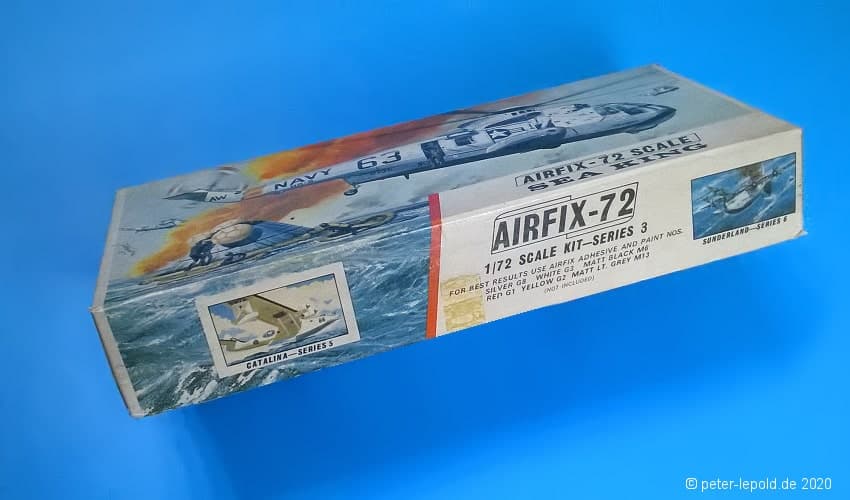 NAVY
63
AW
AIRFIX-72 SCALE
SEA KING
AIRFIX-72
1/72 SCALE KIT—SERIES 3
FOR BEST RESULTS USE AIRFIX ADHESIVE AND PAINT NOS.
SILVER G8 WHITE G3 MATT BLACK M6
RED G1 YELLOW G2 MATT LT. GREY M13
(NOT INCLUDED)
SUNDERLAND—SERIES 6
CATALINA—SERIES 5
© peter-lepold.de 2020